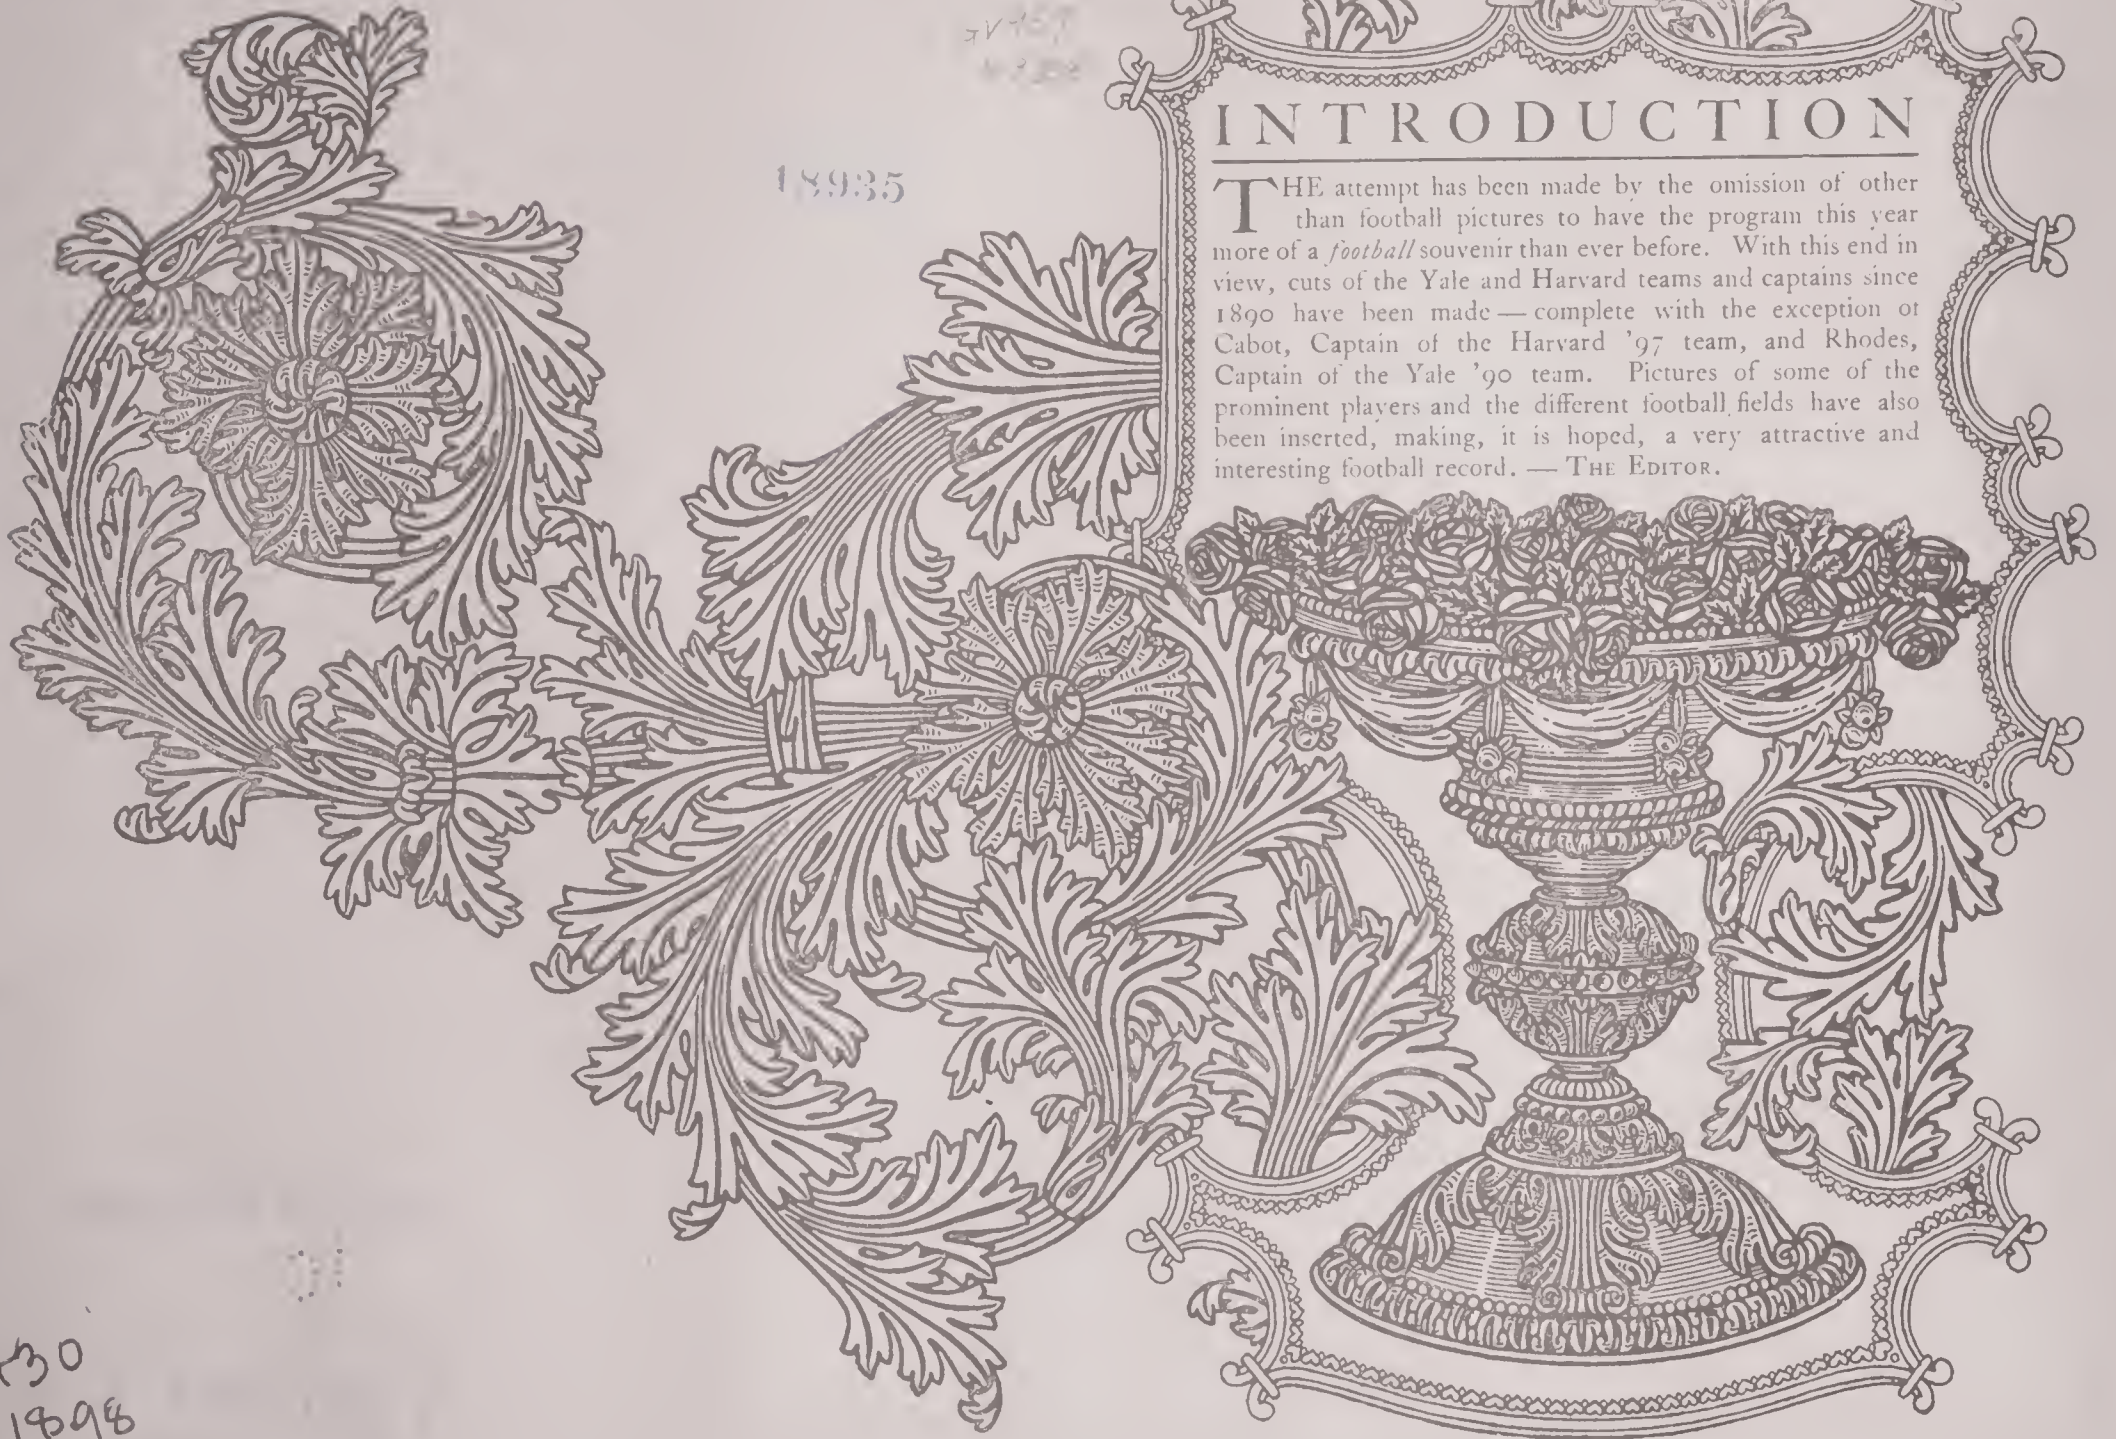 18935
INTRODUCTION
THE attempt has been made by the omission of other
than football pictures to have the program this year
more of a football souvenir than ever before. With this end in
view, cuts of the Yale and Harvard teams and captains since
1890 have been made — complete with the exception of
Cabot, Captain of the Harvard '97 team, and Rhodes,
Captain of the Yale '90 team. Pictures of some of the
prominent players and the different football fields have also
been inserted, making, it is hoped, a very attractive and
interesting football record. — THE EDITOR.
30
1898